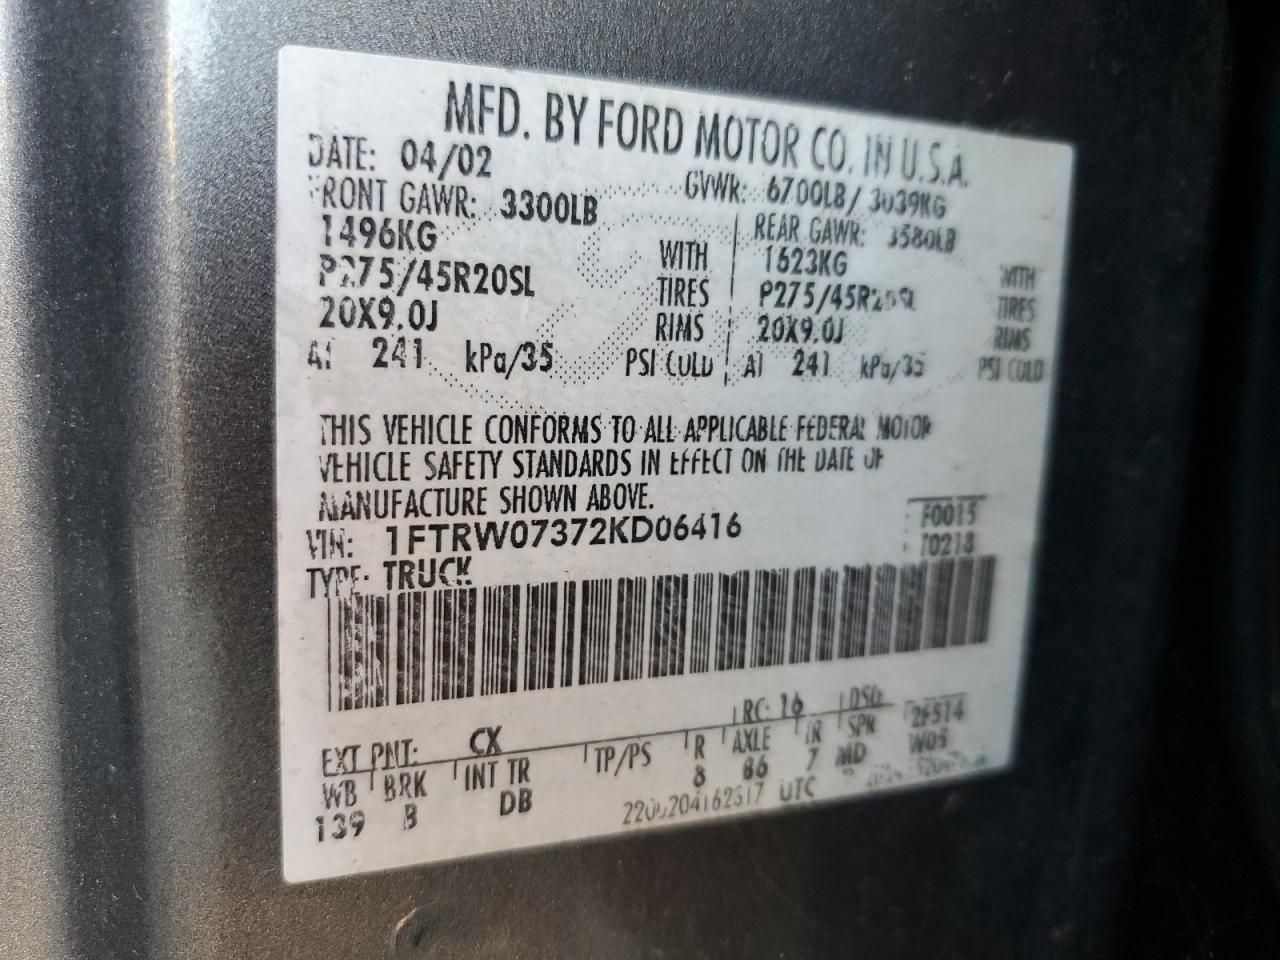 MFD. BY FORD MOTOR CO. IN U.S.A.
DATE: 04/02 GVWR: 6700LB/ 3039KG
FRONT GAWR: 3300LB REAR GAWR: 3580LB
1496KG WITH 1623KG WITH
P275/45R20SL TIRES P275/45R20SL TIRES
20X9.0J RIMS 20X9.0J RIMS
AT 241 kPa/35 PSI COLD AT 241 kPa/35 PSI COLD
THIS VEHICLE CONFORMS TO ALL APPLICABLE FEDERAL MOTOR
VEHICLE SAFETY STANDARDS IN EFFECT ON THE DATE OF
MANUFACTURE SHOWN ABOVE.
VIN: 1FTRW07372KD06416 F0015
TYPE: TRUCK T0218
EXT PNT: CX RC: 16 DSO:
WB BRK INT TR TP/PS R AXLE TR SPR 2F514
139 B DB 8 B6 7 MD W05
UTC